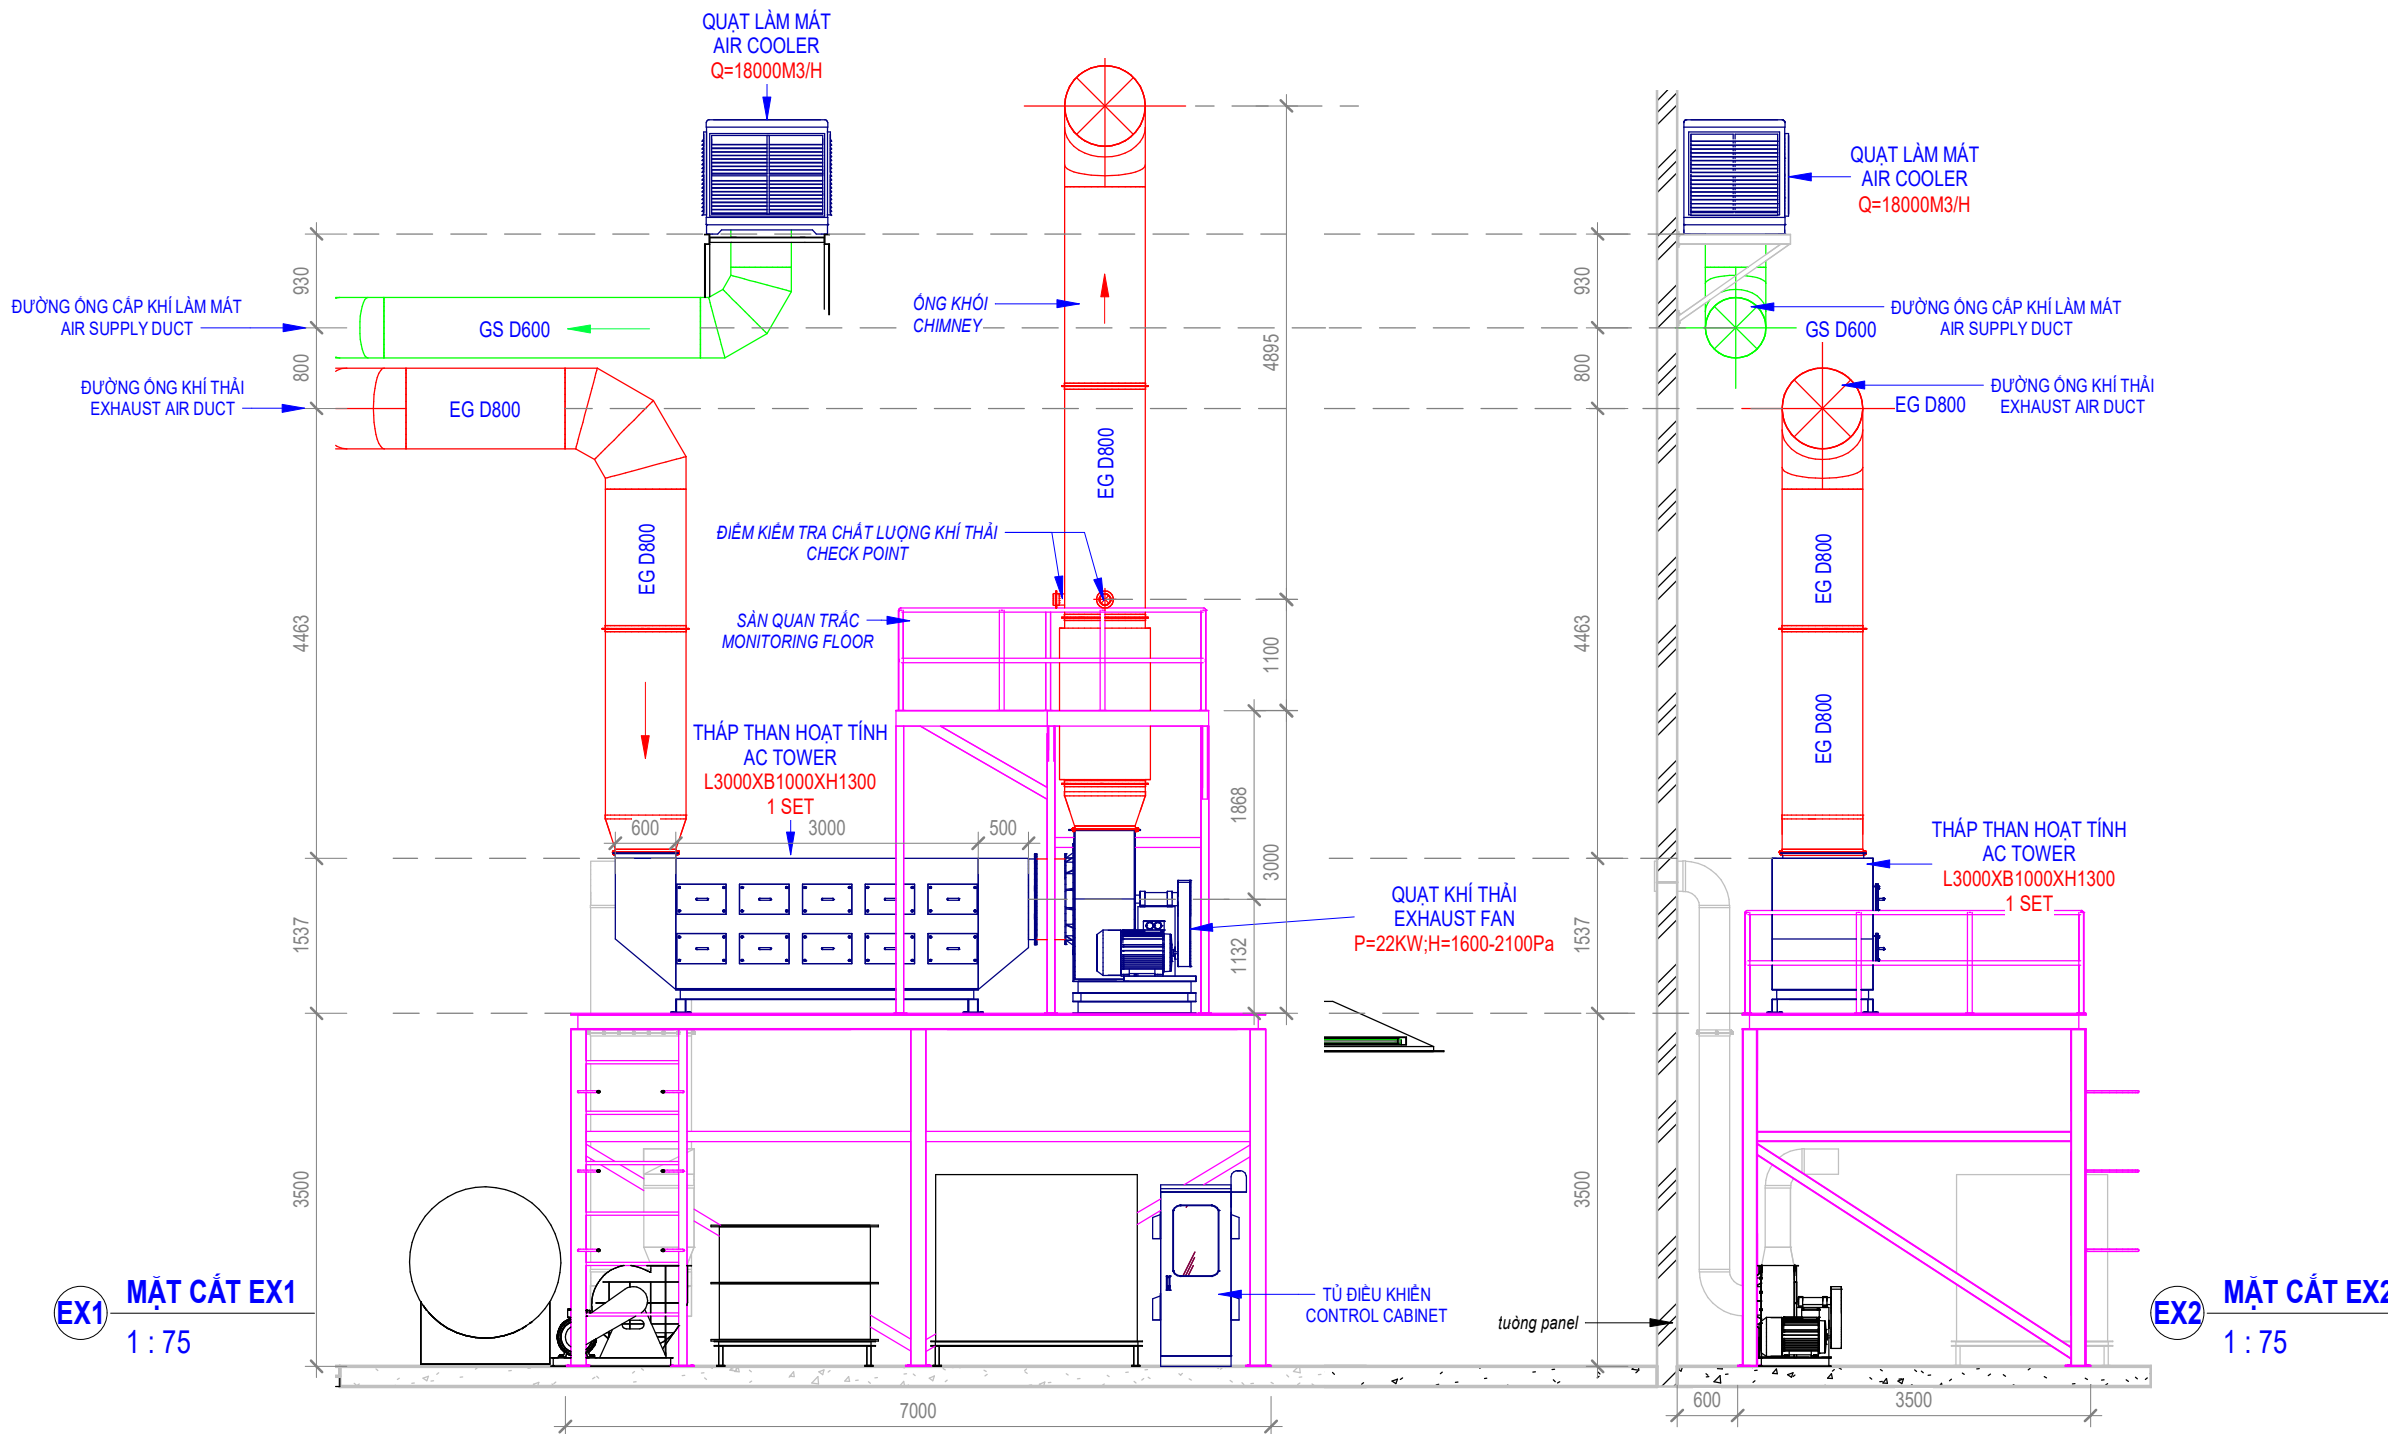 QUẠT LÀM MÁT
AIR COOLER
Q=18000M3/H
930
ĐƯỜNG ỐNG CẤP KHÍ LÀM MÁT
AIR SUPPLY DUCT
GS D600
800
ĐƯỜNG ỐNG KHÍ THẢI
EXHAUST AIR DUCT
EG D800
EG D800
4463
ỐNG KHÓI
CHIMNEY
4895
EG D800
ĐIỂM KIỂM TRA CHẤT LUỌNG KHÍ THẢI
CHECK POINT
SÀN QUAN TRẮC
MONITORING FLOOR
1100
THÁP THAN HOẠT TÍNH
AC TOWER
L3000XB1000XH1300
1 SET
600
3000
500
1868
3000
1132
1537
QUẠT KHÍ THẢI
EXHAUST FAN
P=22KW;H=1600-2100Pa
3500
TỦ ĐIỀU KHIỂN
CONTROL CABINET
7000
EX1
MẶT CẮT EX1
1 : 75
QUẠT LÀM MÁT
AIR COOLER
Q=18000M3/H
930
ĐƯỜNG ỐNG CẤP KHÍ LÀM MÁT
AIR SUPPLY DUCT
GS D600
800
ĐƯỜNG ỐNG KHÍ THẢI
EXHAUST AIR DUCT
EG D800
EG D800
4463
EG D800
THÁP THAN HOẠT TÍNH
AC TOWER
L3000XB1000XH1300
1 SET
1537
3500
tuờng panel
600
3500
EX2
MẶT CẮT EX2
1 : 75